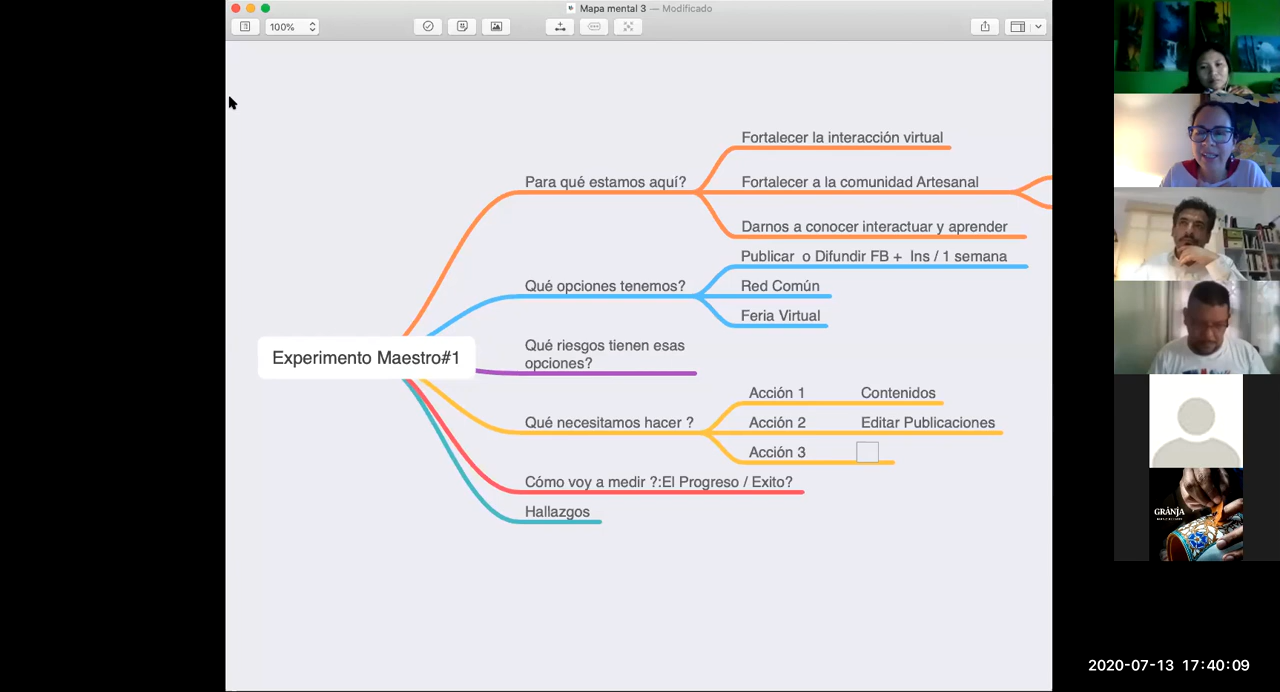 Mapa mental 3 — Modificado
100%
Fortalecer la interacción virtual
Para qué estamos aquí?
Fortalecer a la comunidad Artesanal
Darnos a conocer interactuar y aprender
Publicar o Difundir FB + Ins / 1 semana
Qué opciones tenemos?
Red Común
Feria Virtual
Experimento Maestro#1
Qué riesgos tienen esas
opciones?
Acción 1 Contenidos
Qué necesitamos hacer ?
Acción 2 Editar Publicaciones
Acción 3
Cómo voy a medir ?:El Progreso / Exito?
Hallazgos
GRANJA
2020-07-13 17:40:09